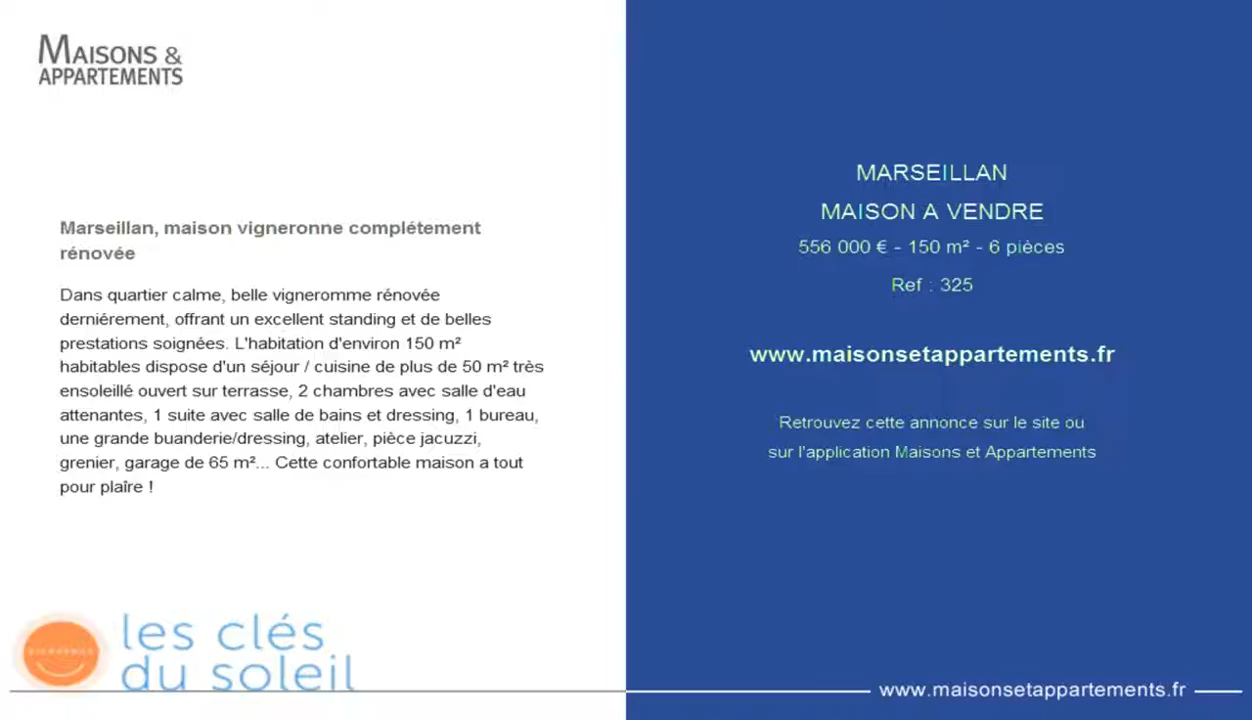 MAISONS &
APPARTEMENTS
Marseillan, maison vigneronne complétement
rénovée
Dans quartier calme, belle vigneromme rénovée
derniérement, offrant un excellent standing et de belles
prestations soignées. L'habitation d'environ 150 m²
habitables dispose d'un séjour / cuisine de plus de 50 m² très
ensoleillé ouvert sur terrasse, 2 chambres avec salle d'eau
attenantes, 1 suite avec salle de bains et dressing, 1 bureau,
une grande buanderie/dressing, atelier, pièce jacuzzi,
grenier, garage de 65 m²... Cette confortable maison a tout
pour plaîre !
les clés
du soleil
MARSEILLAN
MAISON A VENDRE
556 000 € - 150 m² - 6 pièces
Ref : 325
www.maisonsetappartements.fr
Retrouvez cette annonce sur le site ou
sur l'application Maisons et Appartements
www.maisonsetappartements.fr